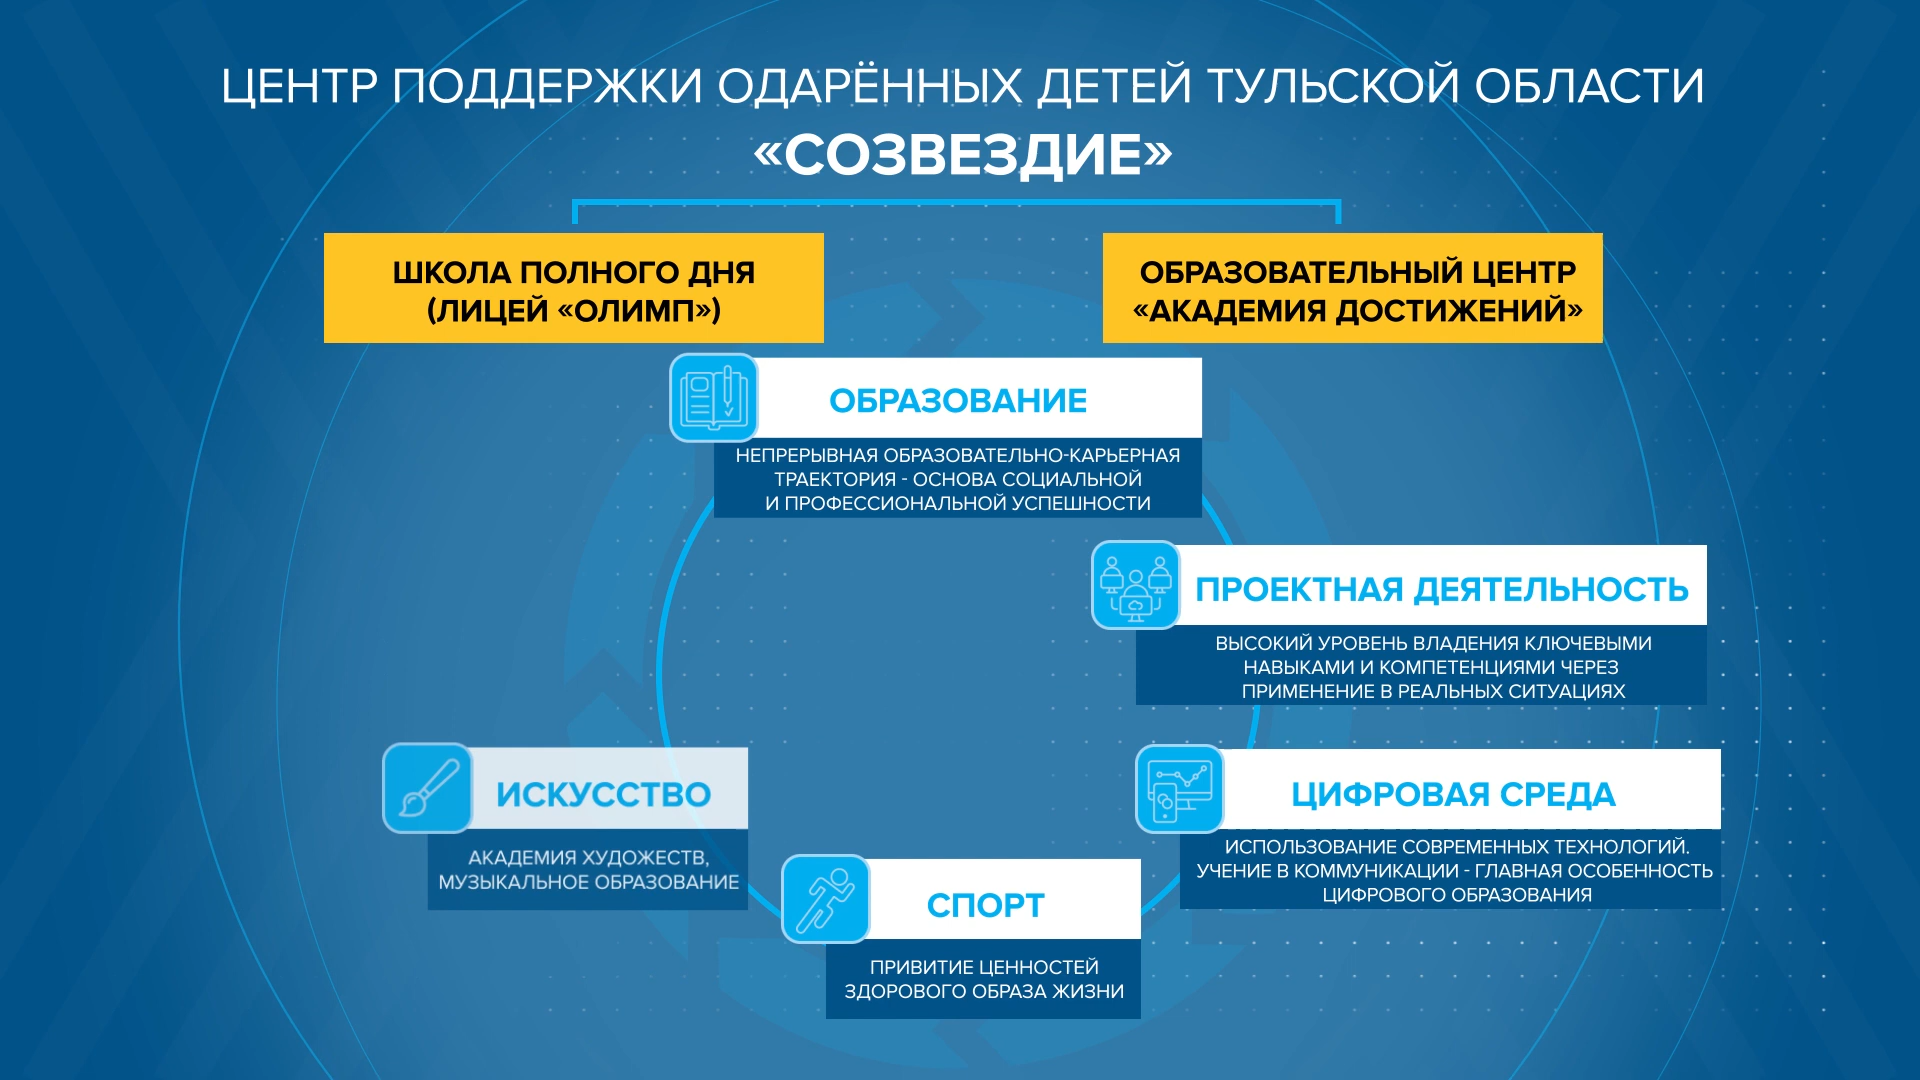 ЦЕНТР ПОДДЕРЖКИ ОДАРЁННЫХ ДЕТЕЙ ТУЛЬСКОЙ ОБЛАСТИ
«СОЗВЕЗДИЕ»
ШКОЛА ПОЛНОГО ДНЯ
(ЛИЦЕЙ «ОЛИМП»)
ОБРАЗОВАТЕЛЬНЫЙ ЦЕНТР
«АКАДЕМИЯ ДОСТИЖЕНИЙ»
ОБРАЗОВАНИЕ
НЕПРЕРЫВНАЯ ОБРАЗОВАТЕЛЬНО-КАРЬЕРНАЯ
ТРАЕКТОРИЯ - ОСНОВА СОЦИАЛЬНОЙ
И ПРОФЕССИОНАЛЬНОЙ УСПЕШНОСТИ
ПРОЕКТНАЯ ДЕЯТЕЛЬНОСТЬ
ВЫСОКИЙ УРОВЕНЬ ВЛАДЕНИЯ КЛЮЧЕВЫМИ
НАВЫКАМИ И КОМПЕТЕНЦИЯМИ ЧЕРЕЗ
ПРИМЕНЕНИЕ В РЕАЛЬНЫХ СИТУАЦИЯХ
ЦИФРОВАЯ СРЕДА
ИСПОЛЬЗОВАНИЕ СОВРЕМЕННЫХ ТЕХНОЛОГИЙ.
УЧЕНИЕ В КОММУНИКАЦИИ - ГЛАВНАЯ ОСОБЕННОСТЬ
ЦИФРОВОГО ОБРАЗОВАНИЯ
СПОРТ
ПРИВИТИЕ ЦЕННОСТЕЙ
ЗДОРОВОГО ОБРАЗА ЖИЗНИ
ИСКУССТВО
АКАДЕМИЯ ХУДОЖЕСТВ,
МУЗЫКАЛЬНОЕ ОБРАЗОВАНИЕ